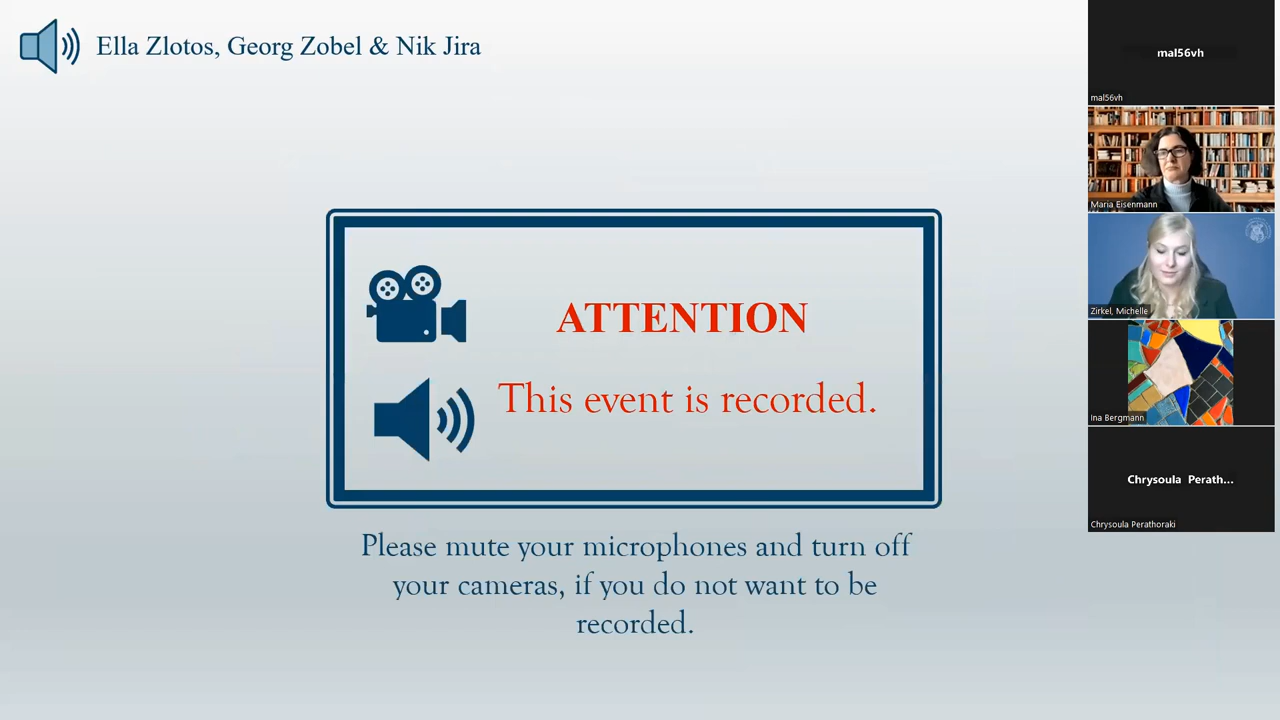 Ella Zlotos, Georg Zobel & Nik Jira
ATTENTION
This event is recorded.
Please mute your microphones and turn off
your cameras, if you do not want to be
recorded.
mal56vh
mal56vh
Maria Eisenmann
Zirkel, Michelle
Ina Bergmann
Chrysoula Perath...
Chrysoula Perathoraki